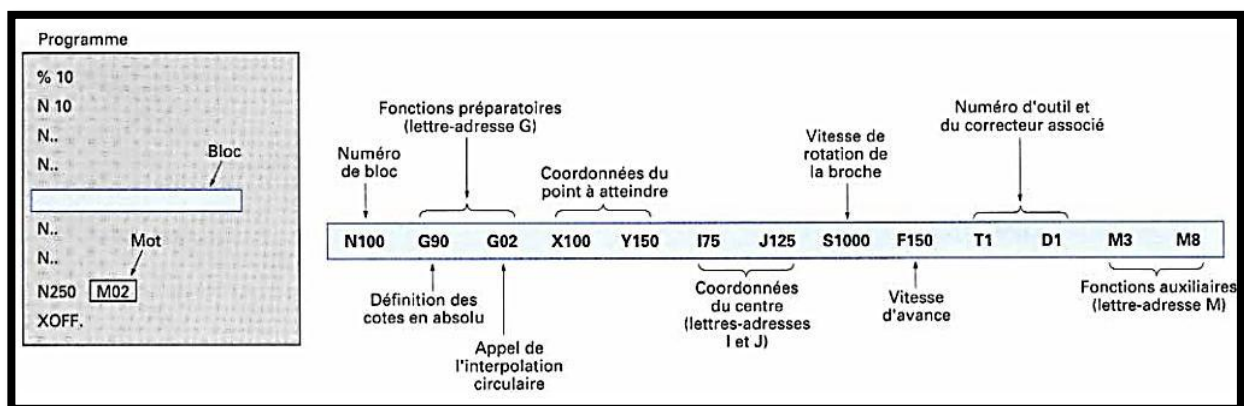 Programme
% 10
N 10
N..
N..
Bloc
N..
Mot
N..
N250 M02
XOFF.
Fonctions préparatoires
(lettre-adresse G)
Numéro
de bloc
Coordonnées du
point à atteindre
Vitesse de
rotation de
la broche
Numéro d'outil et
du correcteur associé
N100 G90 G02 X100 Y150 I75 J125 S1000 F150 T1 D1 M3 M8
Définition des
cotes en absolu
Appel de
l'interpolation
circulaire
Coordonnées
du centre
(lettres-adresses
I et J)
Vitesse
d'avance
Fonctions auxiliaires
(lettre-adresse M)